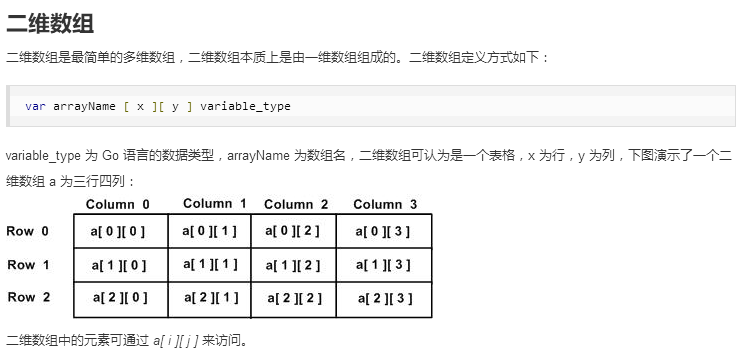 二维数组
二维数组是最简单的多维数组，二维数组本质上是由一维数组组成的。二维数组定义方式如下：
var arrayName [ x ][ y ] variable_type
variable_type 为 Go 语言的数据类型，arrayName 为数组名，二维数组可认为是一个表格，x 为行，y 为列，下图演示了一个二
维数组 a 为三行四列：
Column 0 Column 1 Column 2 Column 3
Row 0 a[ 0 ][ 0 ] a[ 0 ][ 1 ] a[ 0 ][ 2 ] a[ 0 ][ 3 ]
Row 1 a[ 1 ][ 0 ] a[ 1 ][ 1 ] a[ 1 ][ 2 ] a[ 1 ][ 3 ]
Row 2 a[ 2 ][ 0 ] a[ 2 ][ 1 ] a[ 2 ][ 2 ] a[ 2 ][ 3 ]
二维数组中的元素可通过 a[ i ][ j ] 来访问。